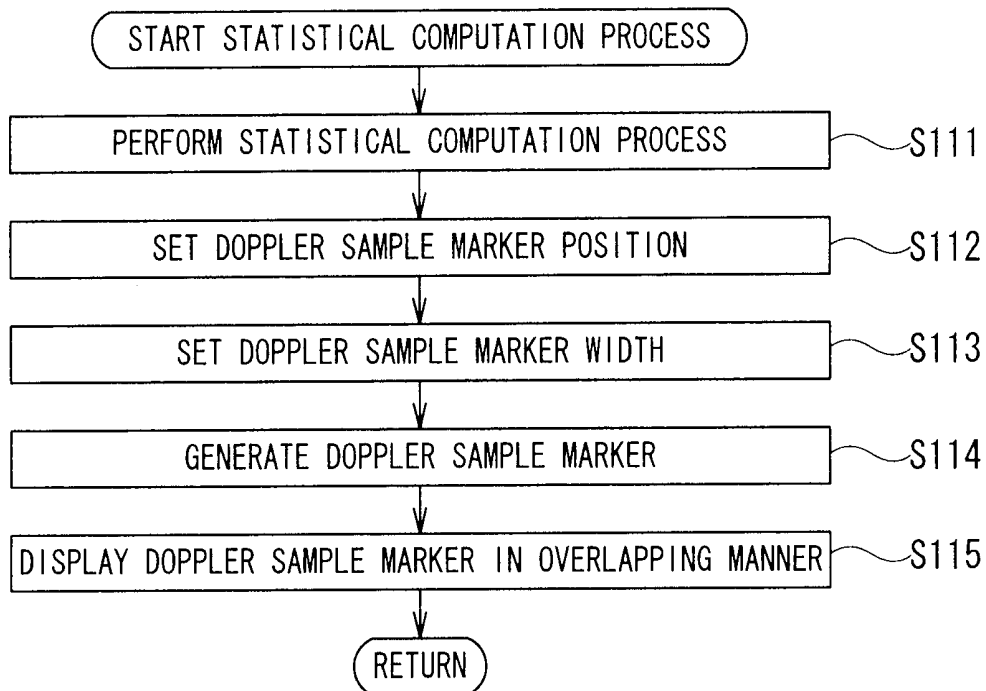 START STATISTICAL COMPUTATION PROCESS
PERFORM STATISTICAL COMPUTATION PROCESS
S111
SET DOPPLER SAMPLE MARKER POSITION
S112
SET DOPPLER SAMPLE MARKER WIDTH
S113
GENERATE DOPPLER SAMPLE MARKER
S114
DISPLAY DOPPLER SAMPLE MARKER IN OVERLAPPING MANNER
S115
RETURN